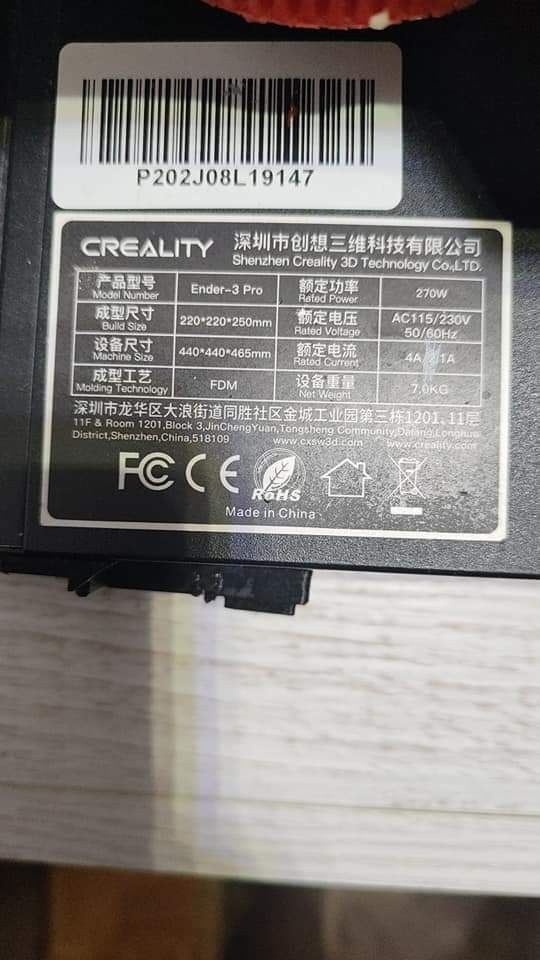 P202J08L19147
CREALITY 深圳市创想三维科技有限公司
Shenzhen Creality 3D Technology Co.,LTD.
产品型号 Model Number Ender-3 Pro 额定功率 Rated Power 270W
成型尺寸 Build Size 220*220*250mm 额定电压 Rated Voltage AC115/230V 50/60Hz
设备尺寸 Machine Size 440*440*465mm 额定电流 Rated Current 4A/2.1A
成型工艺 Molding Technology FDM 设备重量 Net Weight 7.0KG
深圳市龙华区大浪街道同胜社区金城工业园第三栋1201,11层
11F & Room 1201,Block 3,JinChengYuan,Tongsheng Community,Dalang,Longhua
District,Shenzhen,China,518109 www.cxsw3d.com www.creality.com
FC CE RoHS
Made in China